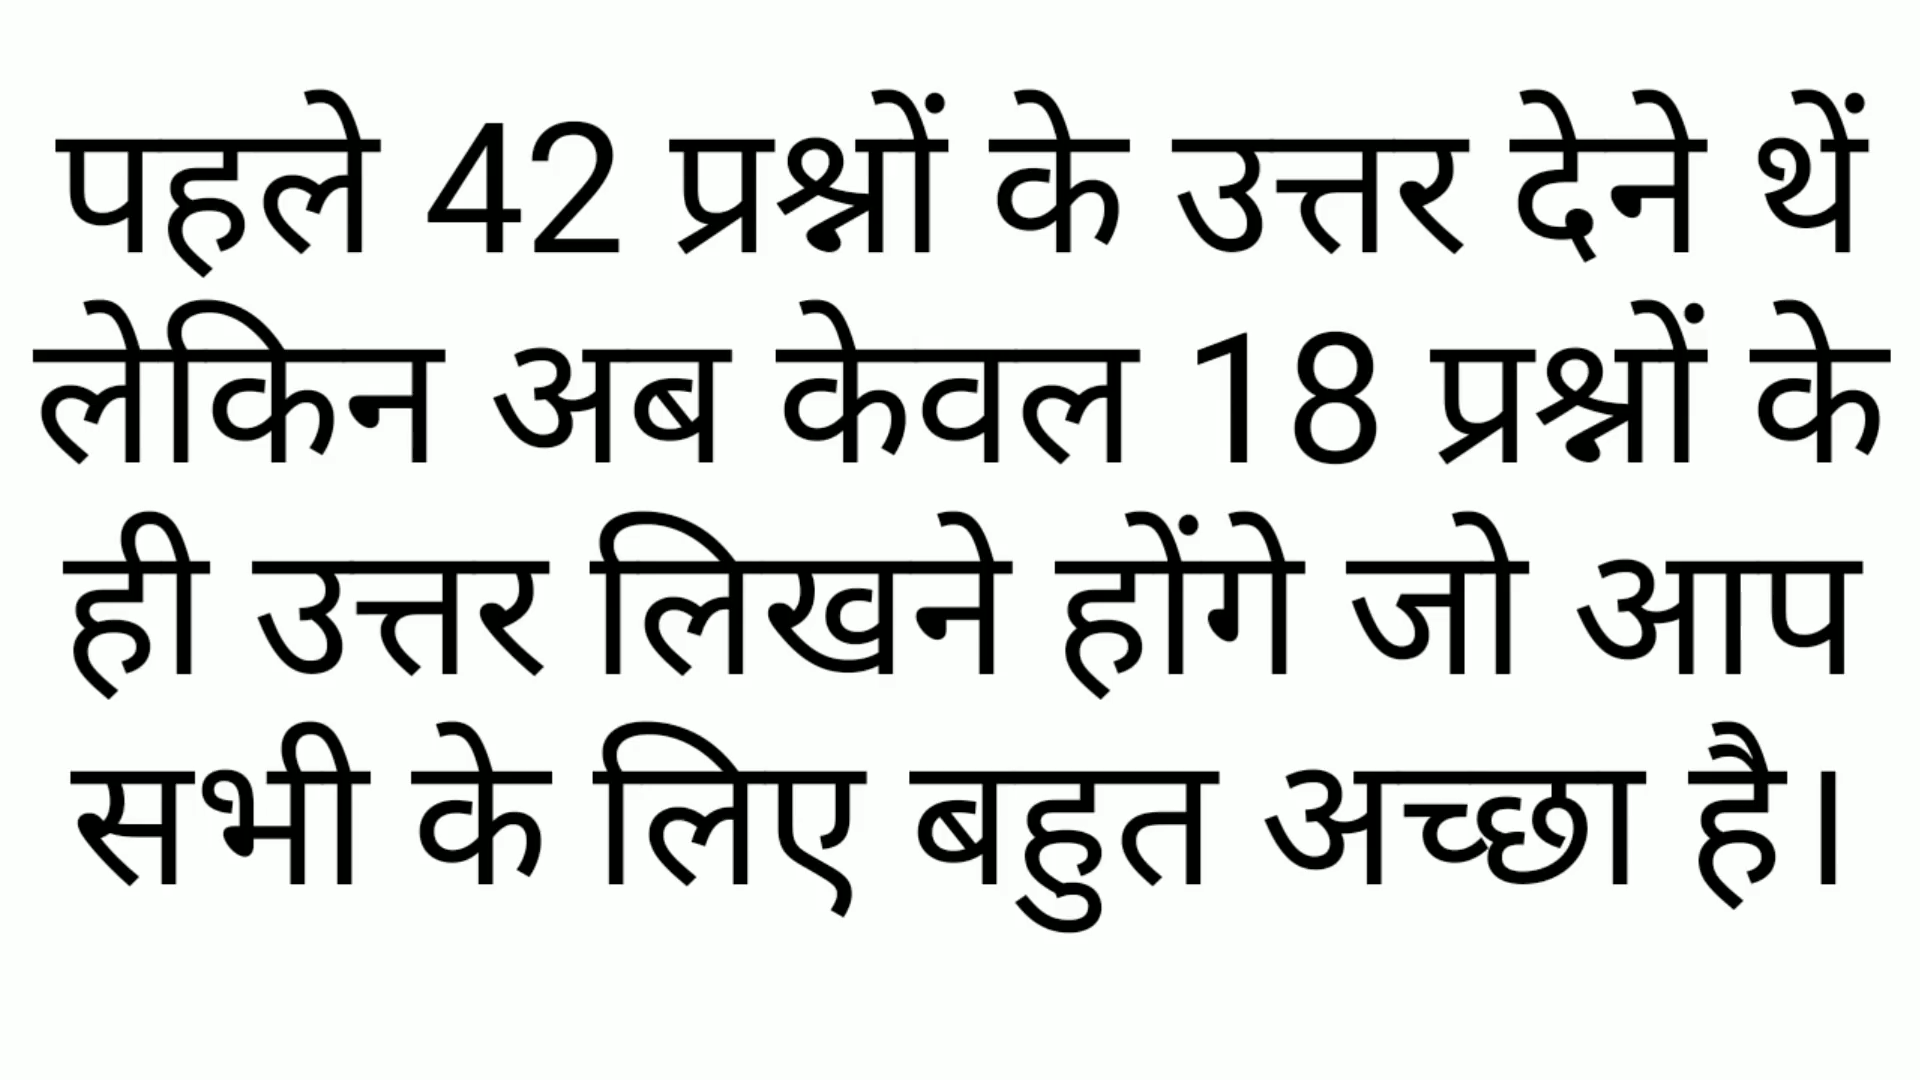 पहले 42 प्रश्नों के उत्तर देने थें
लेकिन अब केवल 18 प्रश्नों के
ही उत्तर लिखने होंगे जो आप
सभी के लिए बहुत अच्छा है।